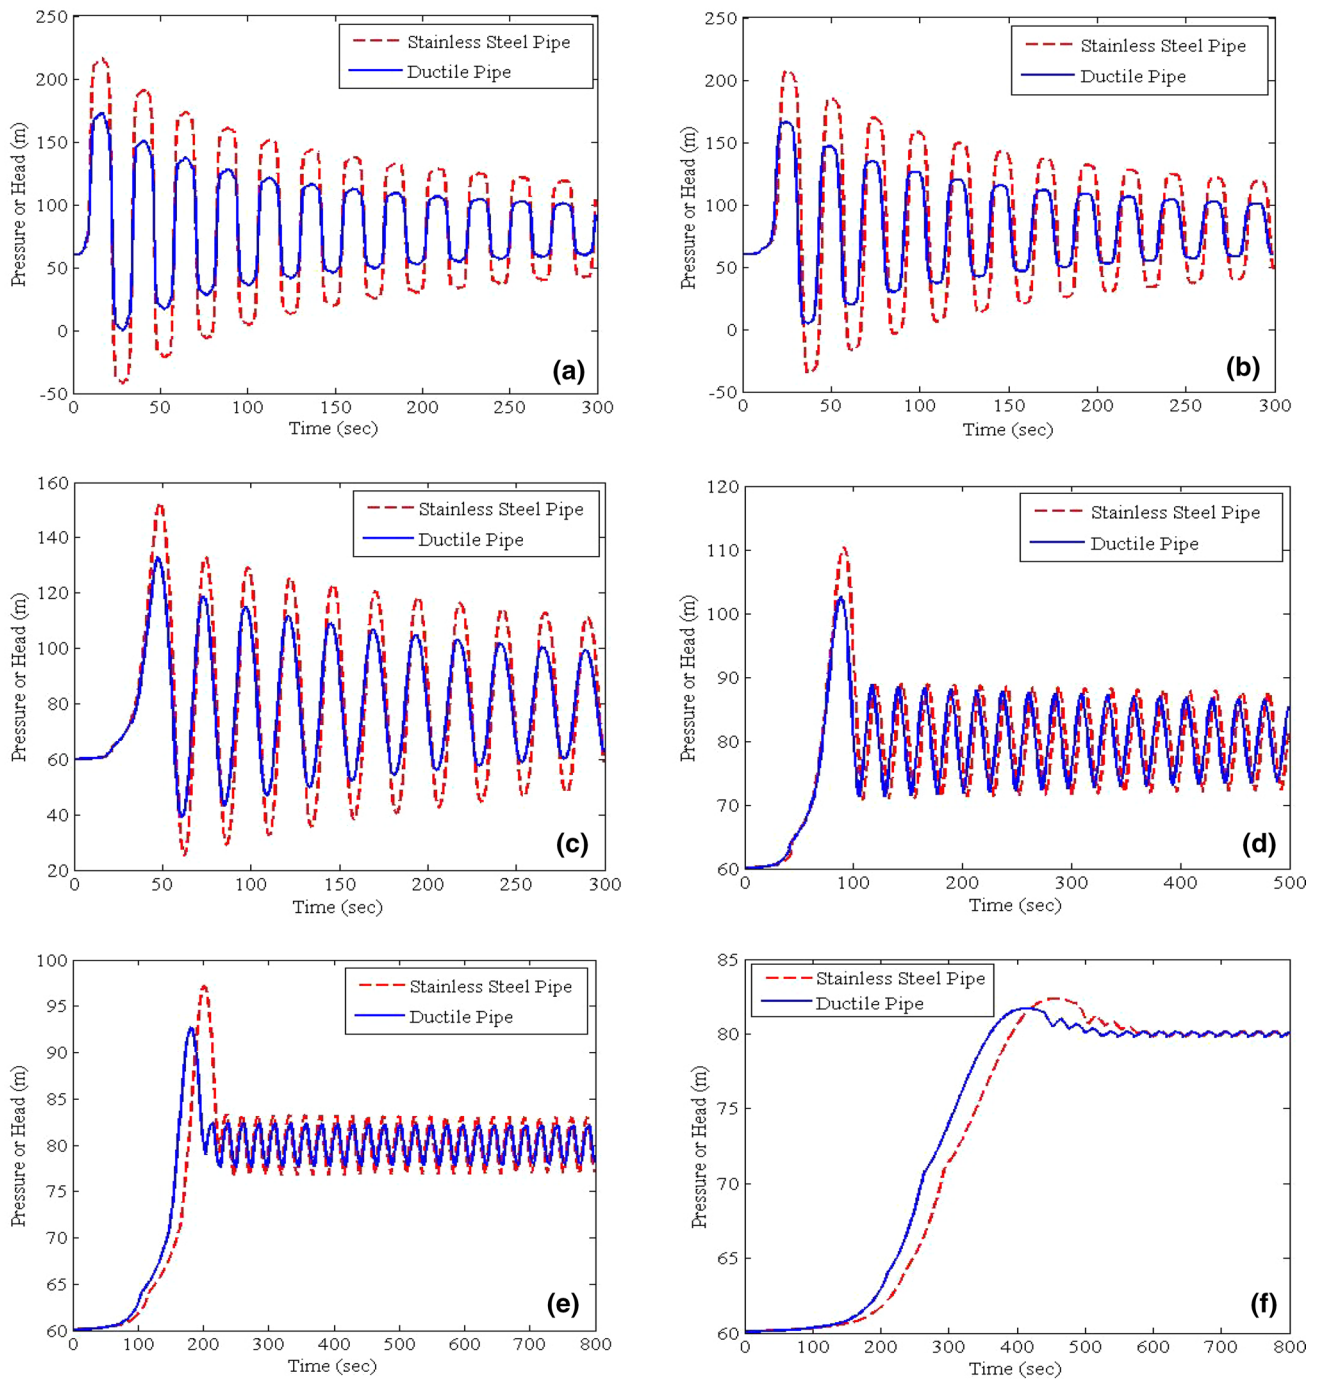 250
200
150
100
50
0
-50
Pressure or Head (m)
Stainless Steel Pipe
Ductile Pipe
(a)
0 50 100 150 200 250 300
Time (sec)
250
200
150
100
50
0
-50
Pressure or Head (m)
Stainless Steel Pipe
Ductile Pipe
(b)
0 50 100 150 200 250 300
Time (sec)
160
140
120
100
80
60
40
20
Pressure or Head (m)
Stainless Steel Pipe
Ductile Pipe
(c)
0 50 100 150 200 250 300
Time (sec)
120
110
100
90
80
70
60
Pressure or Head (m)
Stainless Steel Pipe
Ductile Pipe
(d)
0 100 200 300 400 500
Time (sec)
100
95
90
85
80
75
70
65
60
Pressure or Head (m)
Stainless Steel Pipe
Ductile Pipe
(e)
0 100 200 300 400 500 600 700 800
Time (sec)
85
80
75
70
65
60
Pressure or Head (m)
Stainless Steel Pipe
Ductile Pipe
(f)
0 100 200 300 400 500 600 700 800
Time (sec)